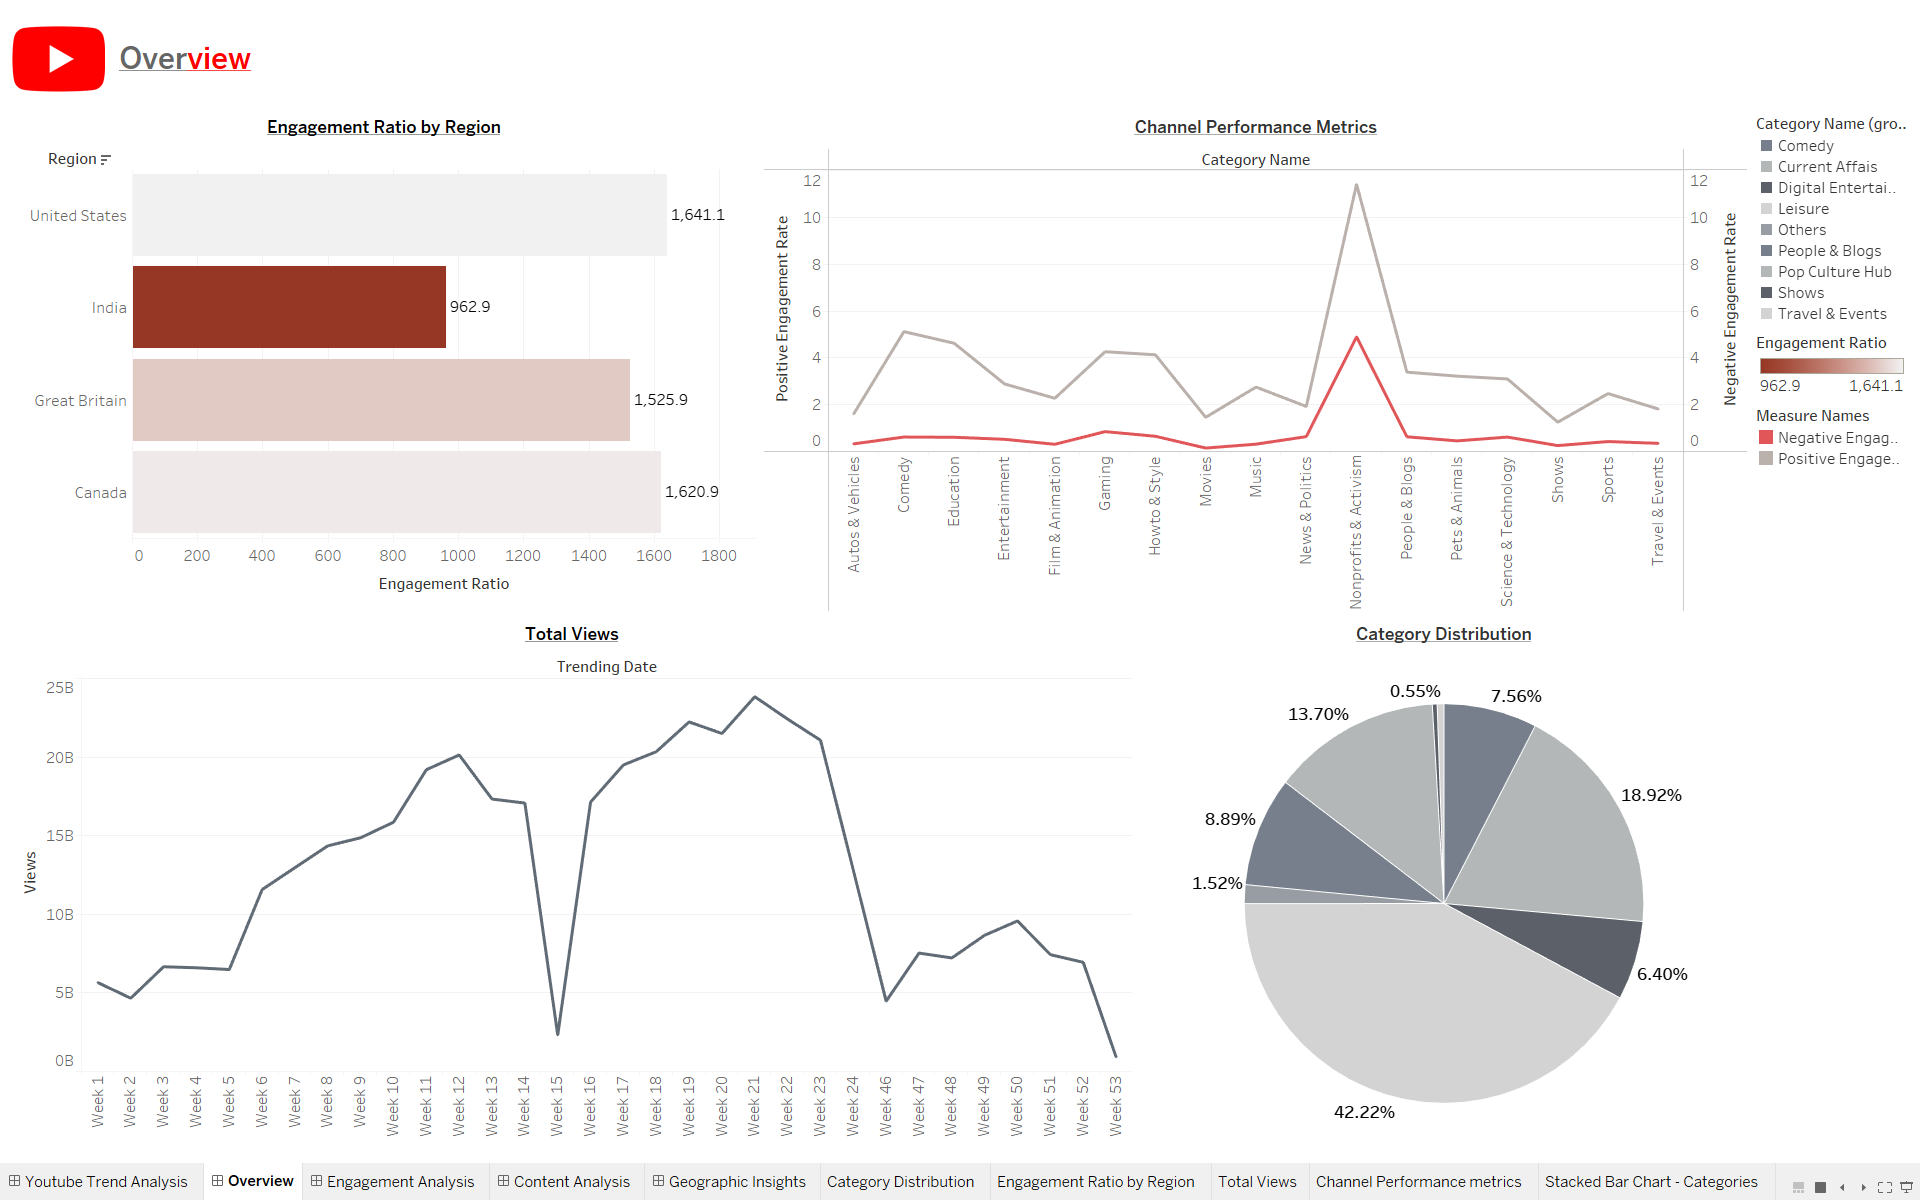 Overview
Engagement Ratio by Region
Region
United States
1,641.1
India
962.9
Great Britain
1,525.9
Canada
1,620.9
0 200 400 600 800 1000 1200 1400 1600 1800
Engagement Ratio
Channel Performance Metrics
Category Name
Positive Engagement Rate
12
10
8
6
4
2
0
12
10
8
6
4
2
0
Negative Engagement Rate
Autos & Vehicles
Comedy
Education
Entertainment
Film & Animation
Gaming
Howto & Style
Movies
Music
News & Politics
Nonprofits & Activism
People & Blogs
Pets & Animals
Science & Technology
Shows
Sports
Travel & Events
Category Name (gro..
Comedy
Current Affais
Digital Entertai..
Leisure
Others
People & Blogs
Pop Culture Hub
Shows
Travel & Events
Engagement Ratio
962.9 1,641.1
Measure Names
Negative Engag..
Positive Engage..
Total Views
Trending Date
Views
25B
20B
15B
10B
5B
0B
Week 1
Week 2
Week 3
Week 4
Week 5
Week 6
Week 7
Week 8
Week 9
Week 10
Week 11
Week 12
Week 13
Week 14
Week 15
Week 16
Week 17
Week 18
Week 19
Week 20
Week 21
Week 22
Week 23
Week 24
Week 46
Week 47
Week 48
Week 49
Week 50
Week 51
Week 52
Week 53
Category Distribution
0.55%
7.56%
13.70%
18.92%
8.89%
1.52%
6.40%
42.22%
Youtube Trend Analysis Overview Engagement Analysis Content Analysis Geographic Insights Category Distribution Engagement Ratio by Region Total Views Channel Performance metrics Stacked Bar Chart - Categories